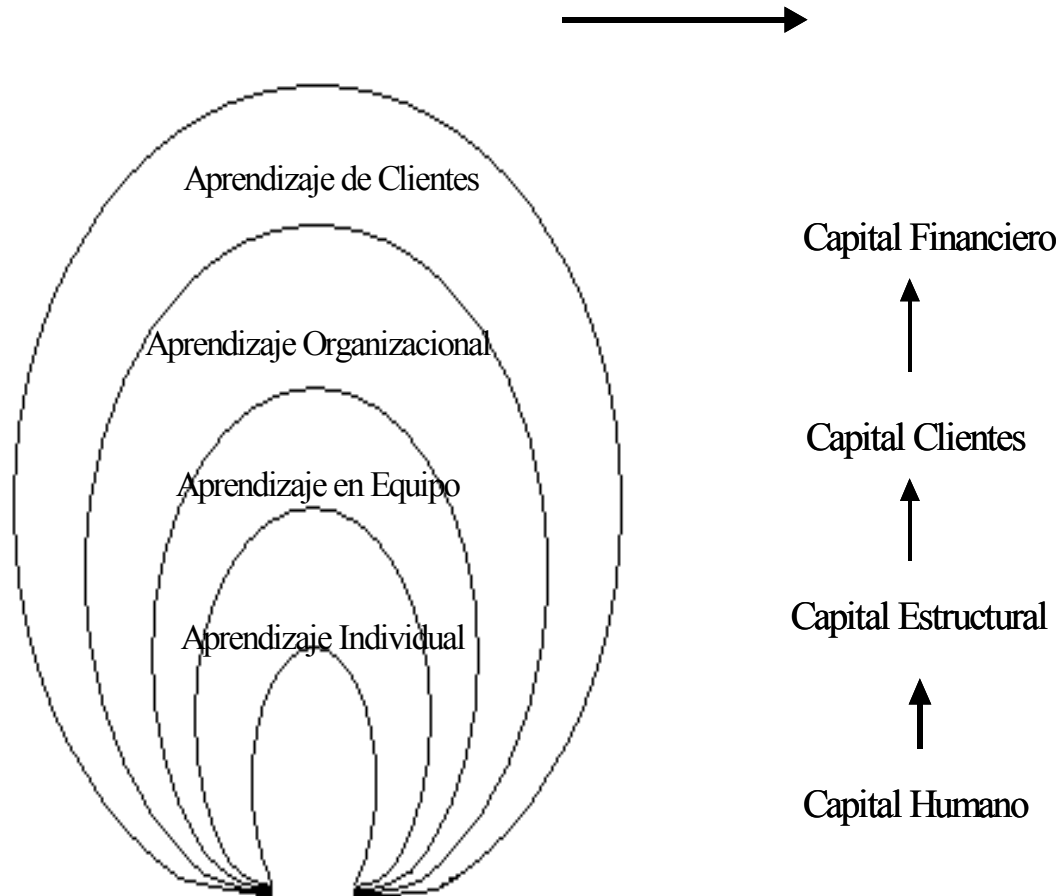 Aprendizaje de Clientes
Aprendizaje Organizacional
Aprendizaje en Equipo
Aprendizaje Individual
Capital Financiero
Capital Clientes
Capital Estructural
Capital Humano